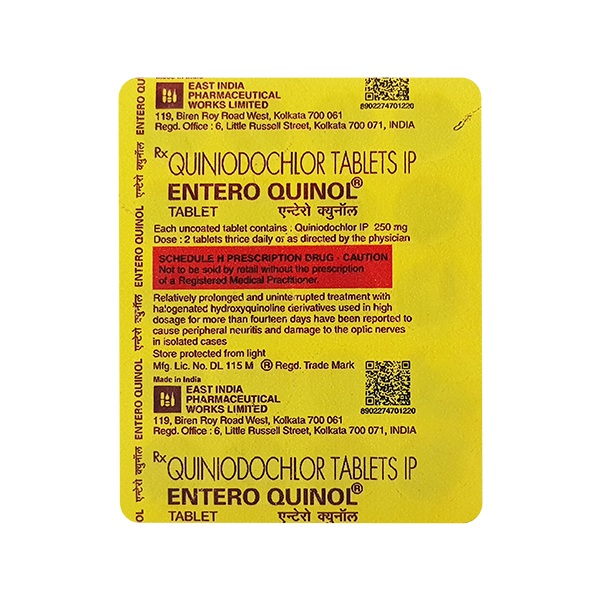 EAST INDIA
PHARMACEUTICAL
WORKS LIMITED
8902274701220
119, Biren Roy Road West, Kolkata 700 061
Regd. Office : 6, Little Russell Street, Kolkata 700 071, INDIA
Rx QUINIODOCHLOR TABLETS IP
ENTERO QUINOL®
TABLET एन्टेरो क्युनॉल
Each uncoated tablet contains : Quiniodochlor IP 250 mg
Dose : 2 tablets thrice daily or as directed by the physician
SCHEDULE H PRESCRIPTION DRUG - CAUTION
Not to be sold by retail without the prescription
of a Registered Medical Practitioner.
Relatively prolonged and uninterrupted treatment with
halogenated hydroxyquinoline derivatives used in high
dosage for more than fourteen days have been reported to
cause peripheral neuritis and damage to the optic nerves
in isolated cases
Store protected from light
Mfg. Lic. No. DL 115 M ® Regd. Trade Mark
Made in India
EAST INDIA
PHARMACEUTICAL
WORKS LIMITED
8902274701220
119, Biren Roy Road West, Kolkata 700 061
Regd. Office : 6, Little Russell Street, Kolkata 700 071, INDIA
Rx QUINIODOCHLOR TABLETS IP
ENTERO QUINOL®
TABLET एन्टेरो क्युनॉल
OL एन्टेरो क्युनॉल ENTERO QUINOL एन्टेरो क्युनॉल ENTERO QUINOL एन्टेरो क्युनॉल ENTERO QU